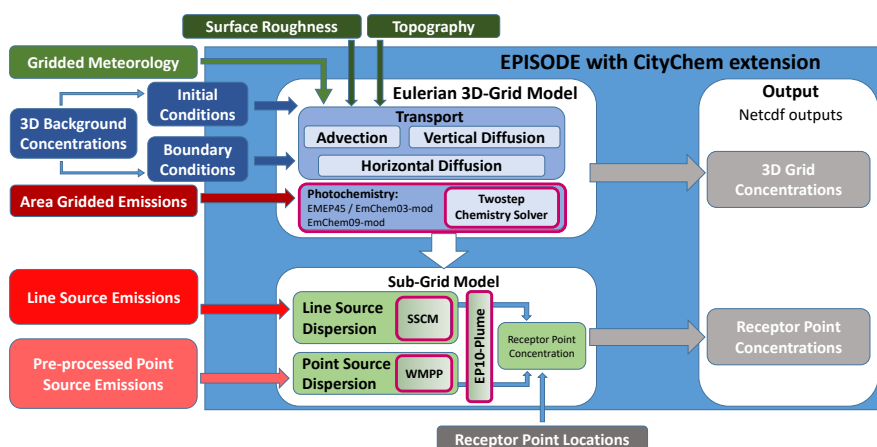 Surface Roughness
Topography
EPISODE with CityChem extension
Gridded Meteorology
3D Background
Concentrations
Initial
Conditions
Boundary
Conditions
Area Gridded Emissions
Eulerian 3D-Grid Model
Transport
Advection
Vertical Diffusion
Horizontal Diffusion
Photochemistry:
EMEP45 / EmChem03-mod
EmChem09-mod
Twostep
Chemistry Solver
Output
Netcdf outputs
3D Grid
Concentrations
Line Source Emissions
Pre-processed Point
Source Emissions
Sub-Grid Model
Line Source
Dispersion
SSCM
Point Source
Dispersion
WMPP
EP10-Plume
Receptor Point
Concentration
Receptor Point
Concentrations
Receptor Point Locations